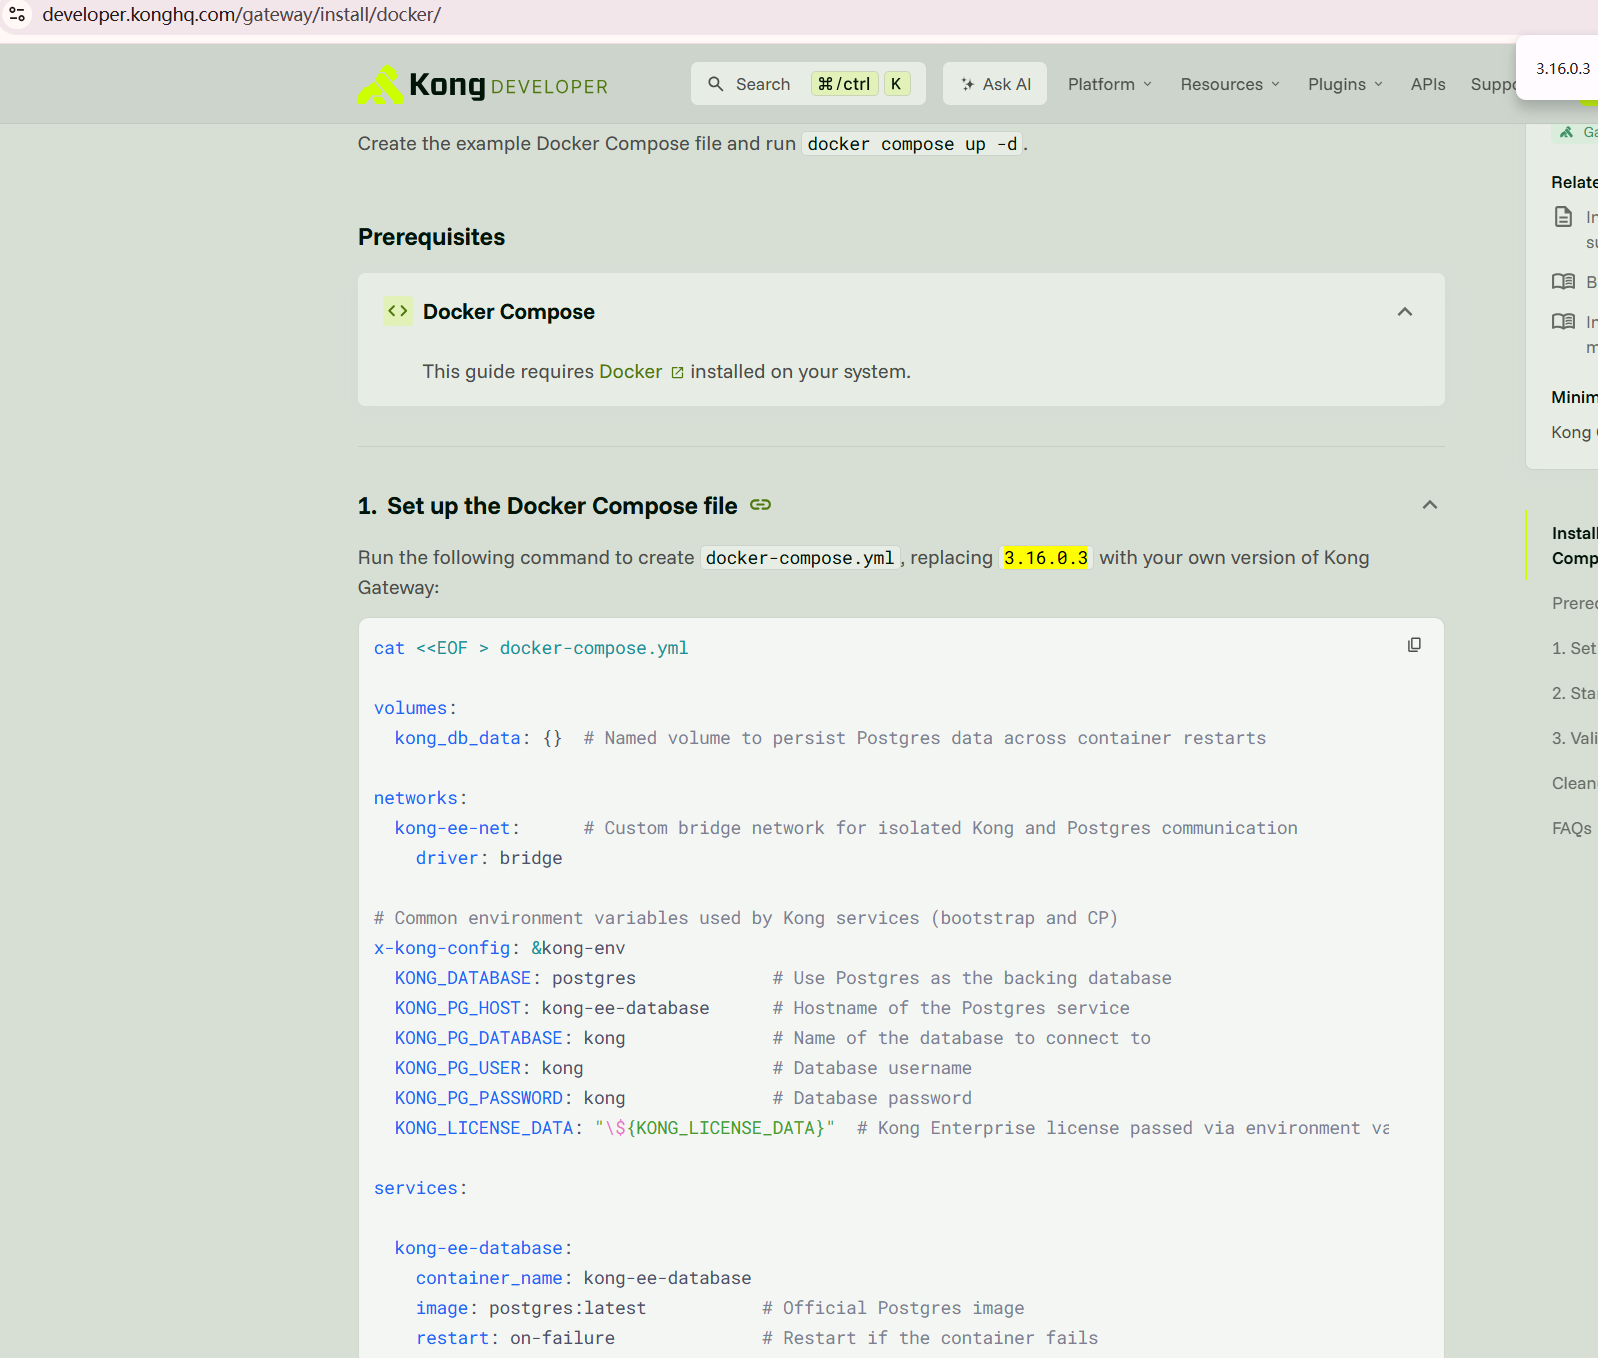 developer.konghq.com/gateway/install/docker/
3.16.0.3
Kong DEVELOPER
Search ⌘/ctrl K
Ask AI
Platform
Resources
Plugins
APIs
Create the example Docker Compose file and run docker compose up -d.
Prerequisites
<> Docker Compose
This guide requires Docker installed on your system.
1. Set up the Docker Compose file
Run the following command to create docker-compose.yml, replacing 3.16.0.3 with your own version of Kong
Gateway:
cat <<EOF > docker-compose.yml
volumes:
  kong_db_data: {}  # Named volume to persist Postgres data across container restarts
networks:
  kong-ee-net:      # Custom bridge network for isolated Kong and Postgres communication
    driver: bridge
# Common environment variables used by Kong services (bootstrap and CP)
x-kong-config: &kong-env
  KONG_DATABASE: postgres             # Use Postgres as the backing database
  KONG_PG_HOST: kong-ee-database      # Hostname of the Postgres service
  KONG_PG_DATABASE: kong              # Name of the database to connect to
  KONG_PG_USER: kong                  # Database username
  KONG_PG_PASSWORD: kong              # Database password
  KONG_LICENSE_DATA: "\${KONG_LICENSE_DATA}"  # Kong Enterprise license passed via environment va
services:
  kong-ee-database:
    container_name: kong-ee-database
    image: postgres:latest           # Official Postgres image
    restart: on-failure              # Restart if the container fails
Kong
Install
1. Set
2. Sta
3. Vali
FAQs